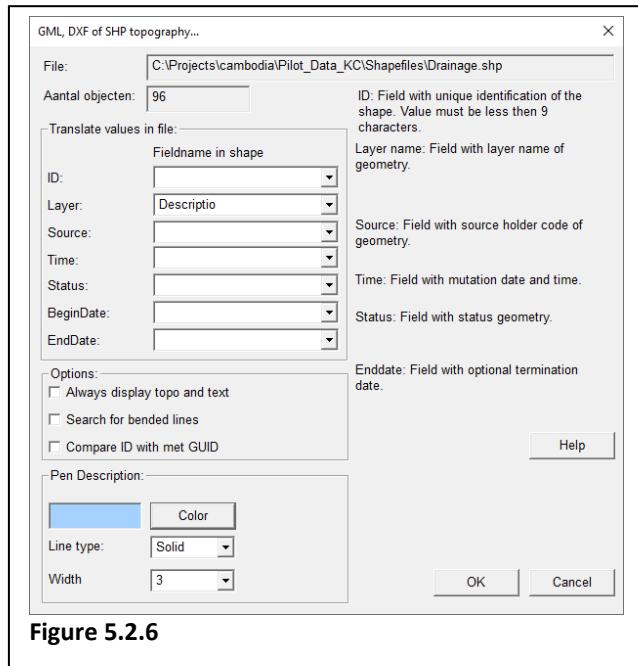 GML, DXF of SHP topography...
File: C:\Projects\cambodia\Pilot_Data_KC\Shapefiles\Drainage.shp
Aantal objecten: 96
ID: Field with unique identification of the
shape. Value must be less then 9
characters.
Translate values in file:
Fieldname in shape
Layer name: Field with layer name of
geometry.
ID:
Layer: Descriptio
Source:
Source: Field with source holder code of
geometry.
Time:
Time: Field with mutation date and time.
Status:
Status: Field with status geometry.
BeginDate:
EndDate:
Enddate: Field with optional termination
date.
Options:
Always display topo and text
Search for bended lines
Compare ID with met GUID
Help
Pen Description:
Color
Line type: Solid
Width 3
OK Cancel
Figure 5.2.6